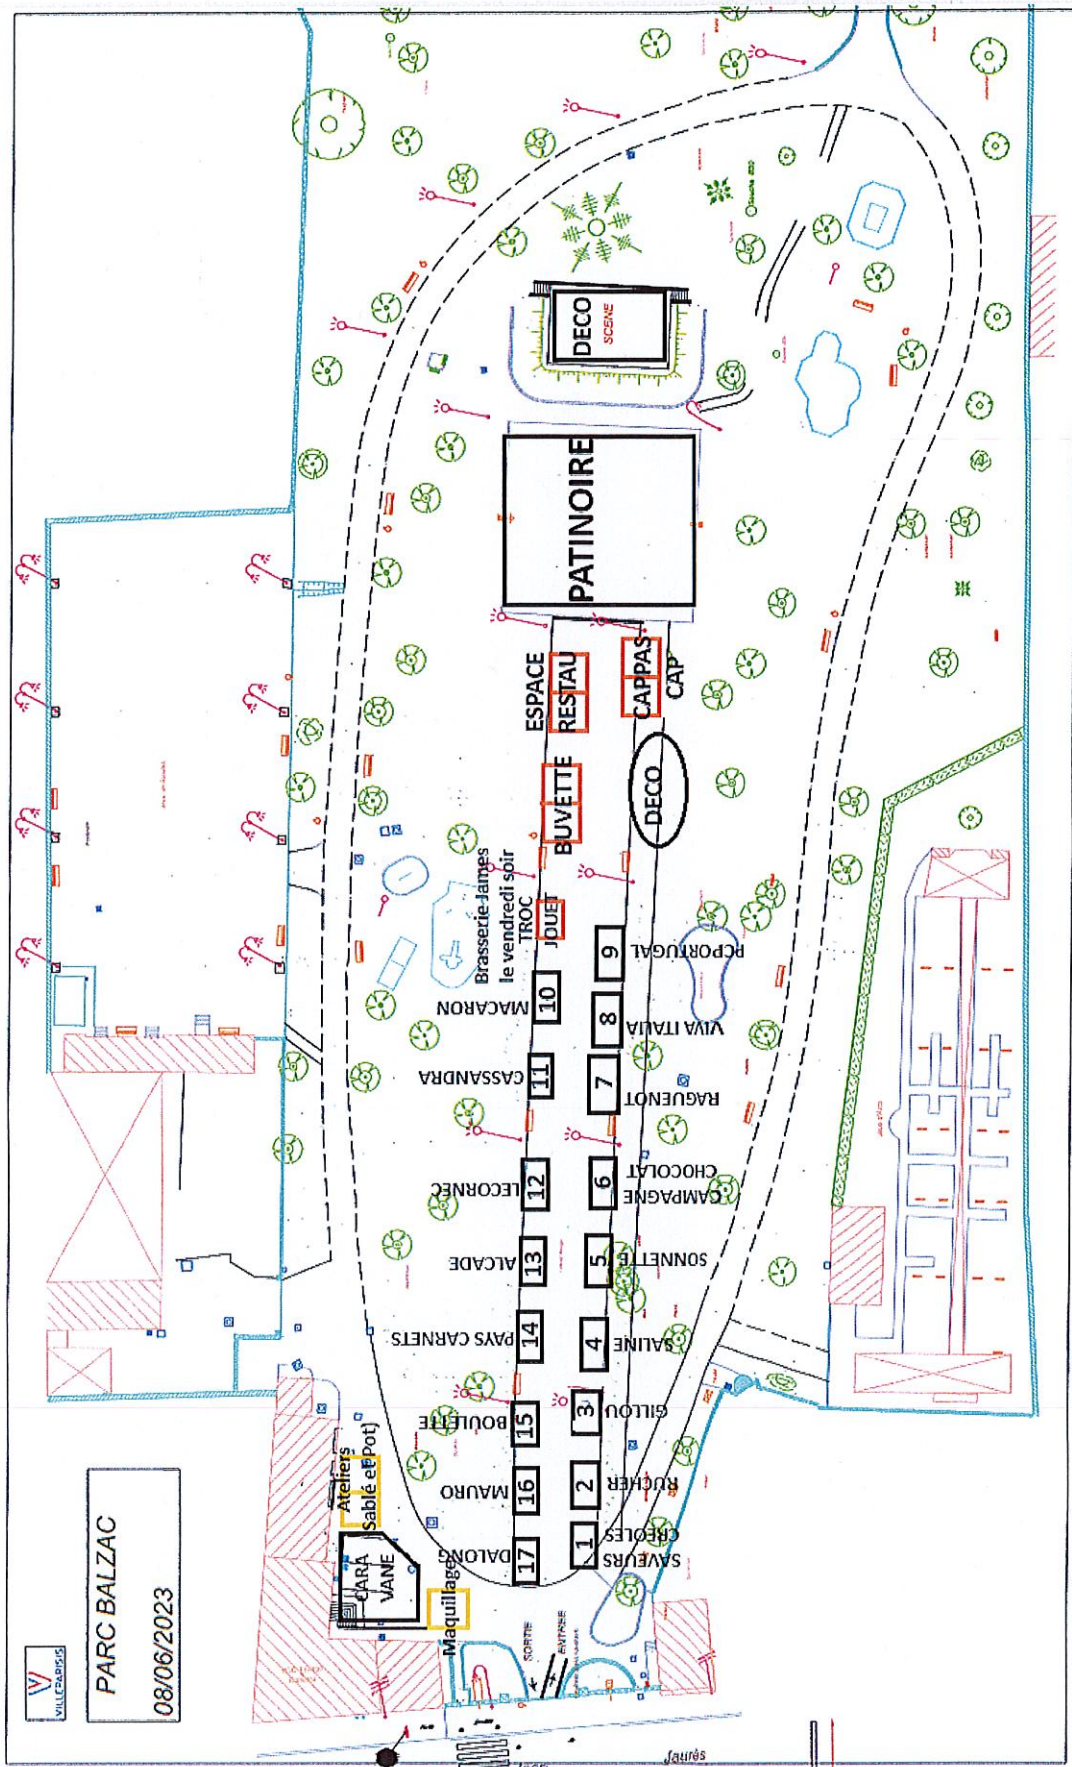 VILLEPARISIS
PARC BALZAC
08/06/2023
DECO
SCENE
PATINOIRE
ESPACE
RESTAU
CAPPAS
CAP'
BUVETTE
DECO
Brasserie James
le vendredi soir
TROC
JOUET
10
MACARON
11
CASSANDRA
12
LECORNEC
13
ALCADE
14
PAYS CARNETS
15
BOULETTE
16
MAURO
17
DALONG
9
PCPORTUGAL
8
VIVA ITALIA
7
RAGUENOT
6
CAMPAGNE
CHOCOLAT
5
SONNETTE
4
SALINE
3
GILLOU
2
RUCHER
1
SAVEURS
CREOLES
Ateliers
Sablé et Pot)
CARA
VANE
Maquillage
SORTIE
ENTREE
Jaurès